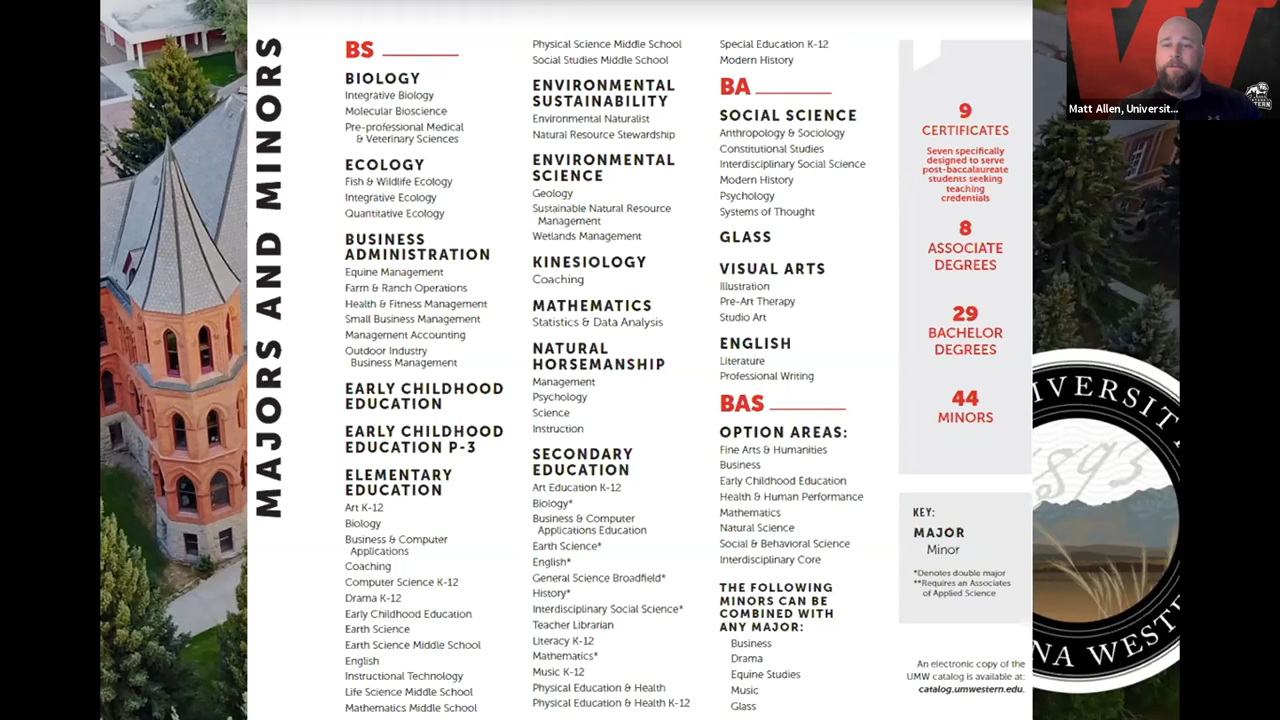 MAJORS AND MINORS
BS
BIOLOGY
Integrative Biology
Molecular Bioscience
Pre-professional Medical
& Veterinary Sciences
ECOLOGY
Fish & Wildlife Ecology
Integrative Ecology
Quantitative Ecology
BUSINESS
ADMINISTRATION
Equine Management
Farm & Ranch Operations
Health & Fitness Management
Small Business Management
Management Accounting
Outdoor Industry
Business Management
EARLY CHILDHOOD
EDUCATION
EARLY CHILDHOOD
EDUCATION P-3
ELEMENTARY
EDUCATION
Art K-12
Biology
Business & Computer
Applications
Coaching
Computer Science K-12
Drama K-12
Early Childhood Education
Earth Science
Earth Science Middle School
English
Instructional Technology
Life Science Middle School
Mathematics Middle School
Physical Science Middle School
Social Studies Middle School
ENVIRONMENTAL
SUSTAINABILITY
Environmental Naturalist
Natural Resource Stewardship
ENVIRONMENTAL
SCIENCE
Geology
Sustainable Natural Resource
Management
Wetlands Management
KINESIOLOGY
Coaching
MATHEMATICS
Statistics & Data Analysis
NATURAL
HORSEMANSHIP
Management
Psychology
Science
Instruction
SECONDARY
EDUCATION
Art Education K-12
Biology*
Business & Computer
Applications Education
Earth Science*
English*
General Science Broadfield*
History*
Interdisciplinary Social Science*
Teacher Librarian
Literacy K-12
Mathematics*
Music K-12
Physical Education & Health
Physical Education & Health K-12
Special Education K-12
Modern History
BA
SOCIAL SCIENCE
Anthropology & Sociology
Constitutional Studies
Interdisciplinary Social Science
Modern History
Psychology
Systems of Thought
GLASS
VISUAL ARTS
Illustration
Pre-Art Therapy
Studio Art
ENGLISH
Literature
Professional Writing
BAS
OPTION AREAS:
Fine Arts & Humanities
Business
Early Childhood Education
Health & Human Performance
Mathematics
Natural Science
Social & Behavioral Science
Interdisciplinary Core
THE FOLLOWING
MINORS CAN BE
COMBINED WITH
ANY MAJOR:
Business
Drama
Equine Studies
Music
Glass
9
CERTIFICATES
Seven specifically
designed to serve
post-baccalaureate
students seeking
teaching
credentials
8
ASSOCIATE
DEGREES
29
BACHELOR
DEGREES
44
MINORS
KEY:
MAJOR
Minor
*Denotes double major
**Requires an Associates
of Applied Science
An electronic copy of the
UMW catalog is available at:
catalog.umwestern.edu.
W
Matt Allen, Universit...
UNIVERSIT
1893
NA WEST